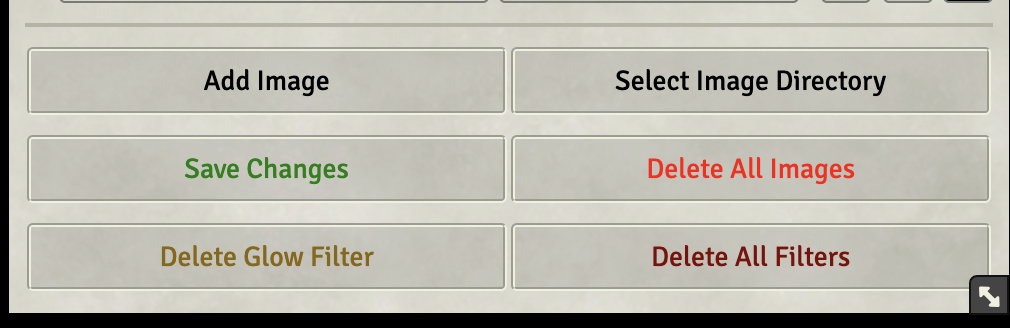 Add Image
Select Image Directory
Save Changes
Delete All Images
Delete Glow Filter
Delete All Filters